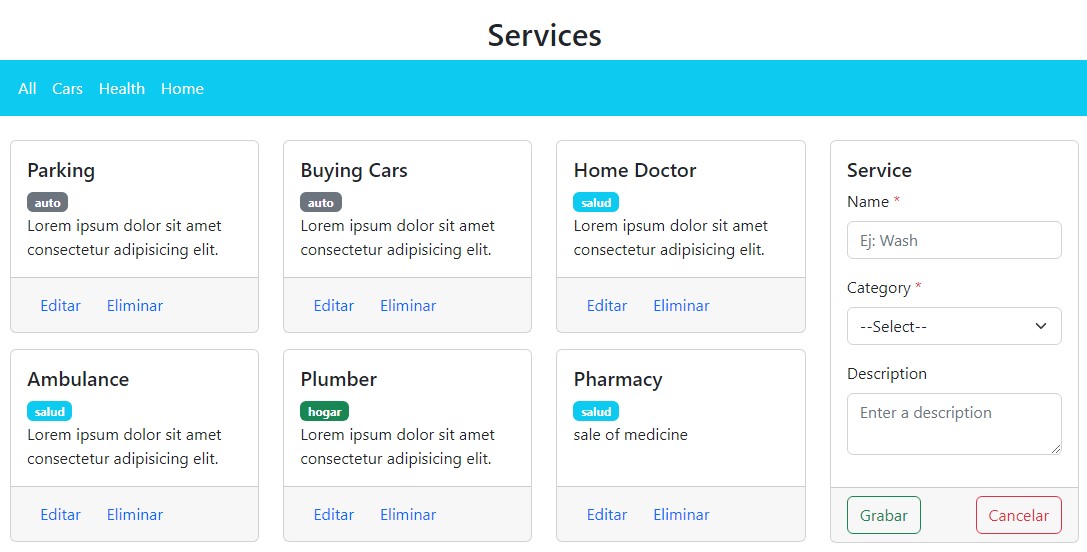 Services
All Cars Health Home
Parking
auto
Lorem ipsum dolor sit amet
consectetur adipisicing elit.
Editar Eliminar
Buying Cars
auto
Lorem ipsum dolor sit amet
consectetur adipisicing elit.
Editar Eliminar
Home Doctor
salud
Lorem ipsum dolor sit amet
consectetur adipisicing elit.
Editar Eliminar
Ambulance
salud
Lorem ipsum dolor sit amet
consectetur adipisicing elit.
Editar Eliminar
Plumber
hogar
Lorem ipsum dolor sit amet
consectetur adipisicing elit.
Editar Eliminar
Pharmacy
salud
sale of medicine
Editar Eliminar
Service
Name *
Ej: Wash
Category *
--Select--
Description
Enter a description
Grabar Cancelar